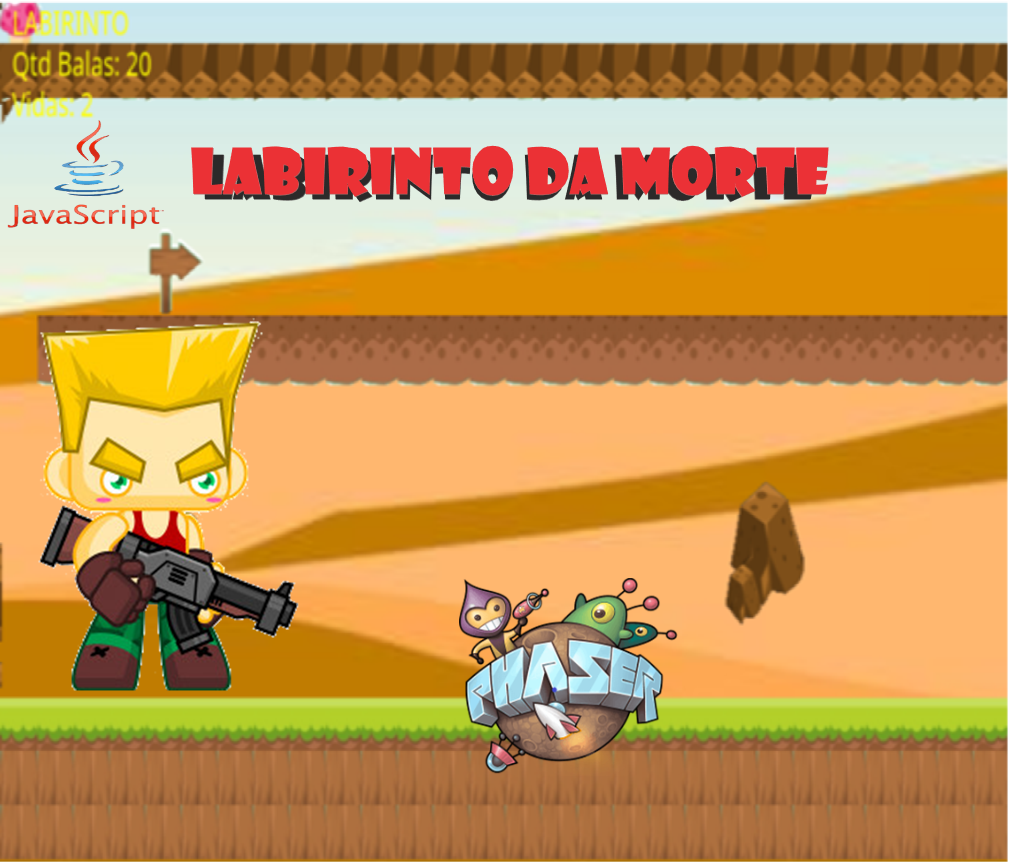 LABIRINTO
Qtd Balas: 20
Vidas: 2
JavaScript
LABIRINTO DA MORTE
PHASER